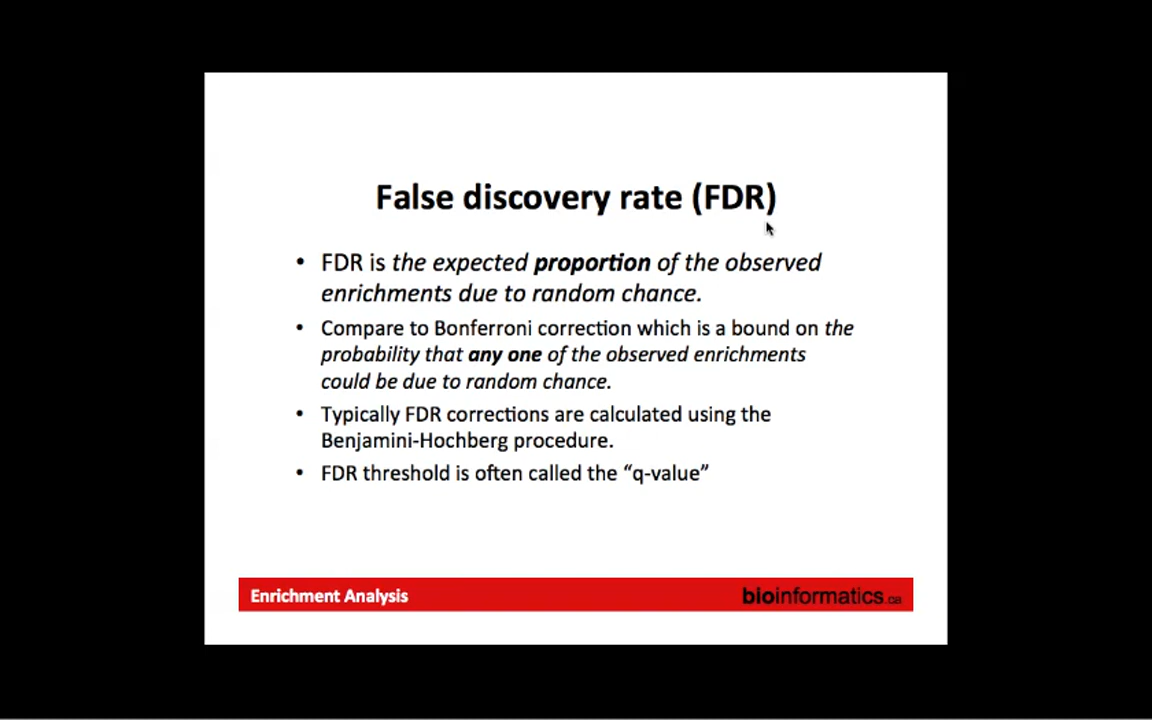 False discovery rate (FDR)
• FDR is the expected proportion of the observed
enrichments due to random chance.
• Compare to Bonferroni correction which is a bound on the
probability that any one of the observed enrichments
could be due to random chance.
• Typically FDR corrections are calculated using the
Benjamini-Hochberg procedure.
• FDR threshold is often called the “q-value”
Enrichment Analysis
bioinformatics.ca